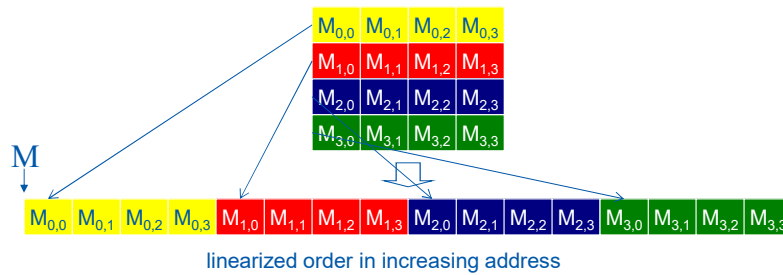 M0,0 M0,1 M0,2 M0,3
M1,0 M1,1 M1,2 M1,3
M2,0 M2,1 M2,2 M2,3
M3,0 M3,1 M3,2 M3,3
M
M0,0 M0,1 M0,2 M0,3 M1,0 M1,1 M1,2 M1,3 M2,0 M2,1 M2,2 M2,3 M3,0 M3,1 M3,2 M3,3
linearized order in increasing address